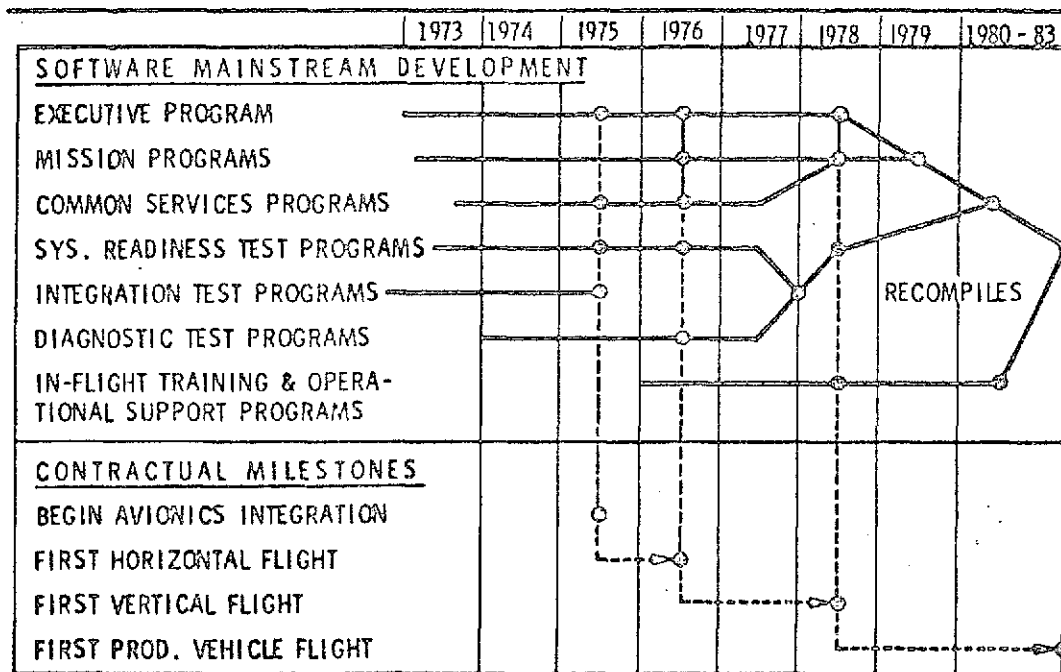 1973 1974 1975 1976 1977 1978 1979 1980 - 83
SOFTWARE MAINSTREAM DEVELOPMENT
EXECUTIVE PROGRAM
MISSION PROGRAMS
COMMON SERVICES PROGRAMS
SYS. READINESS TEST PROGRAMS
INTEGRATION TEST PROGRAMS
RECOMPILES
DIAGNOSTIC TEST PROGRAMS
IN-FLIGHT TRAINING & OPERA-
TIONAL SUPPORT PROGRAMS
CONTRACTUAL MILESTONES
BEGIN AVIONICS INTEGRATION
FIRST HORIZONTAL FLIGHT
FIRST VERTICAL FLIGHT
FIRST PROD. VEHICLE FLIGHT